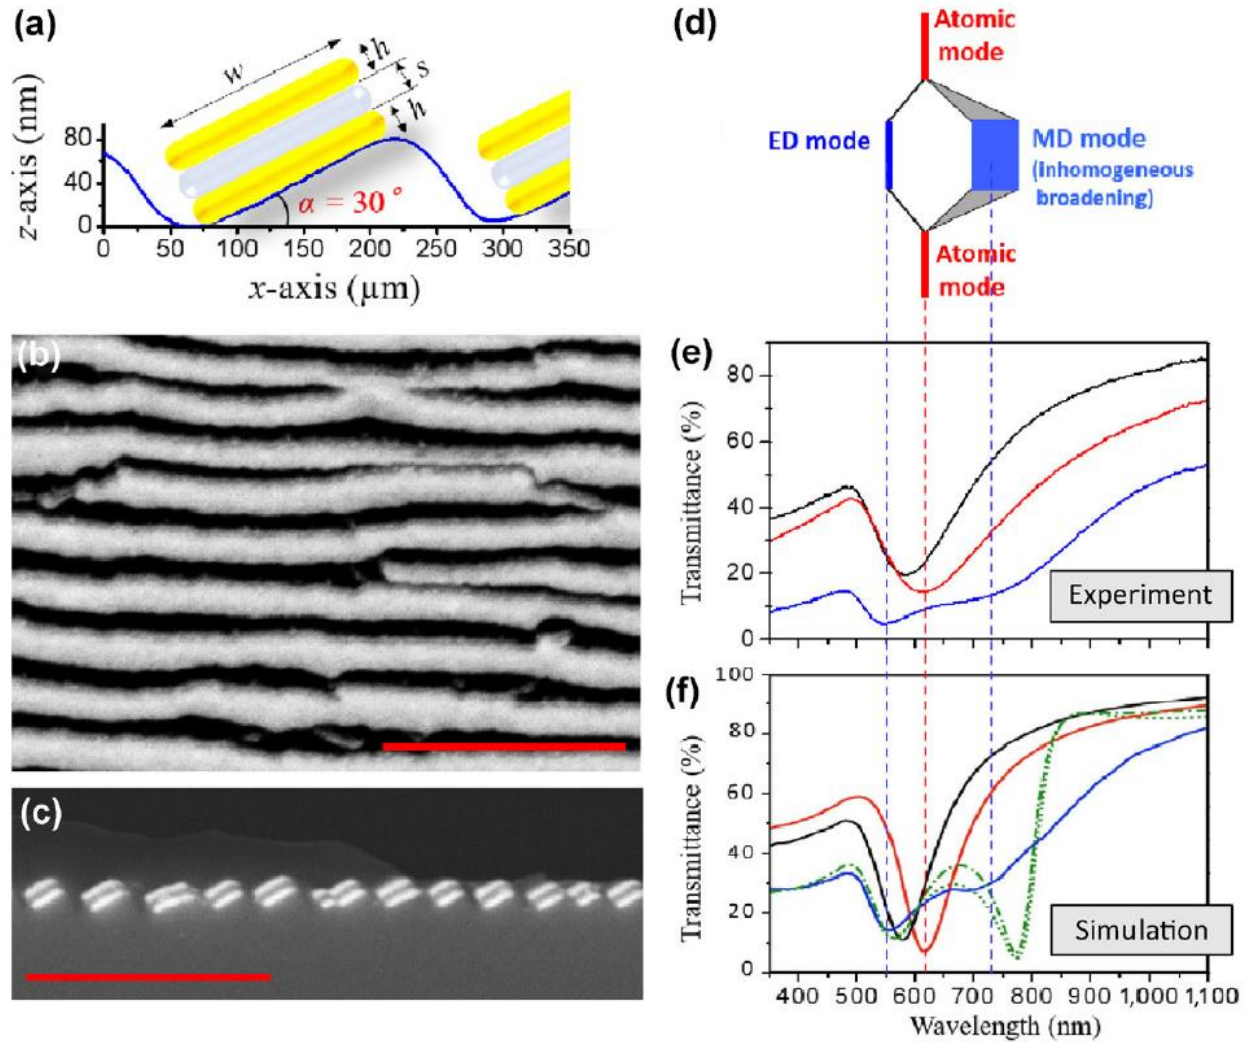 (a)
z-axis (nm)
80
40
0
w
h
s
h
α = 30°
0 50 100 150 200 250 300 350
x-axis (µm)
(b)
(c)
(d)
Atomic
mode
ED mode
MD mode
(inhomogeneous
broadening)
Atomic
mode
(e)
Transmittance (%)
80
60
40
20
0
Experiment
(f)
Transmittance (%)
100
80
60
40
20
0
Simulation
400 500 600 700 800 900 1,000 1,100
Wavelength (nm)